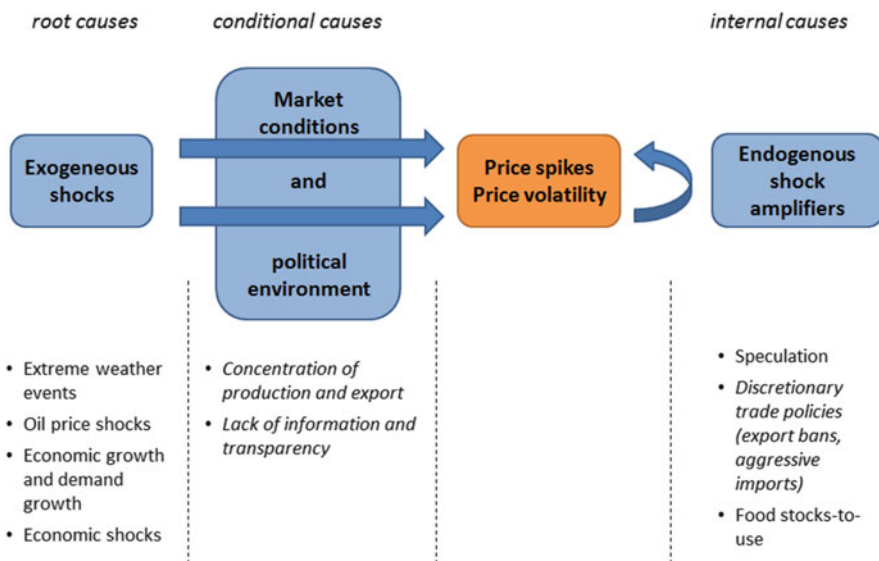 root causes
conditional causes
internal causes
Exogeneous
shocks
Market
conditions
and
political
environment
Price spikes
Price volatility
Endogenous
shock
amplifiers
• Extreme weather
events
• Oil price shocks
• Economic growth
and demand
growth
• Economic shocks
• Concentration of
production and export
• Lack of information and
transparency
• Speculation
• Discretionary
trade policies
(export bans,
aggressive
imports)
• Food stocks-to-
use